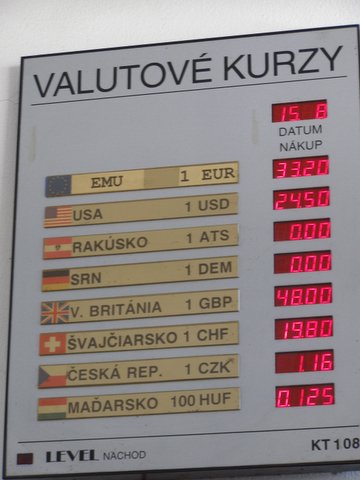 VALUTOVÉ KURZY
15. 8
DATUM
NÁKUP
EMU 1 EUR 33.20
USA 1 USD 24.50
RAKÚSKO 1 ATS 0.00
SRN 1 DEM 0.00
V. BRITÁNIA 1 GBP 48.00
ŠVAJČIARSKO 1 CHF 19.80
ČESKÁ REP. 1 CZK 1.16
MAĎARSKO 100 HUF 0.125
LEVEL NÁCHOD KT 108